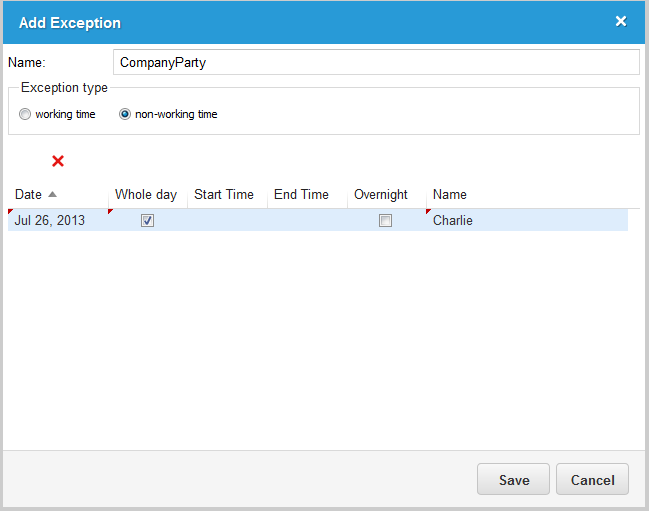 Add Exception
Name: CompanyParty
Exception type
working time non-working time
Date Whole day Start Time End Time Overnight Name
Jul 26, 2013 Charlie
Save Cancel